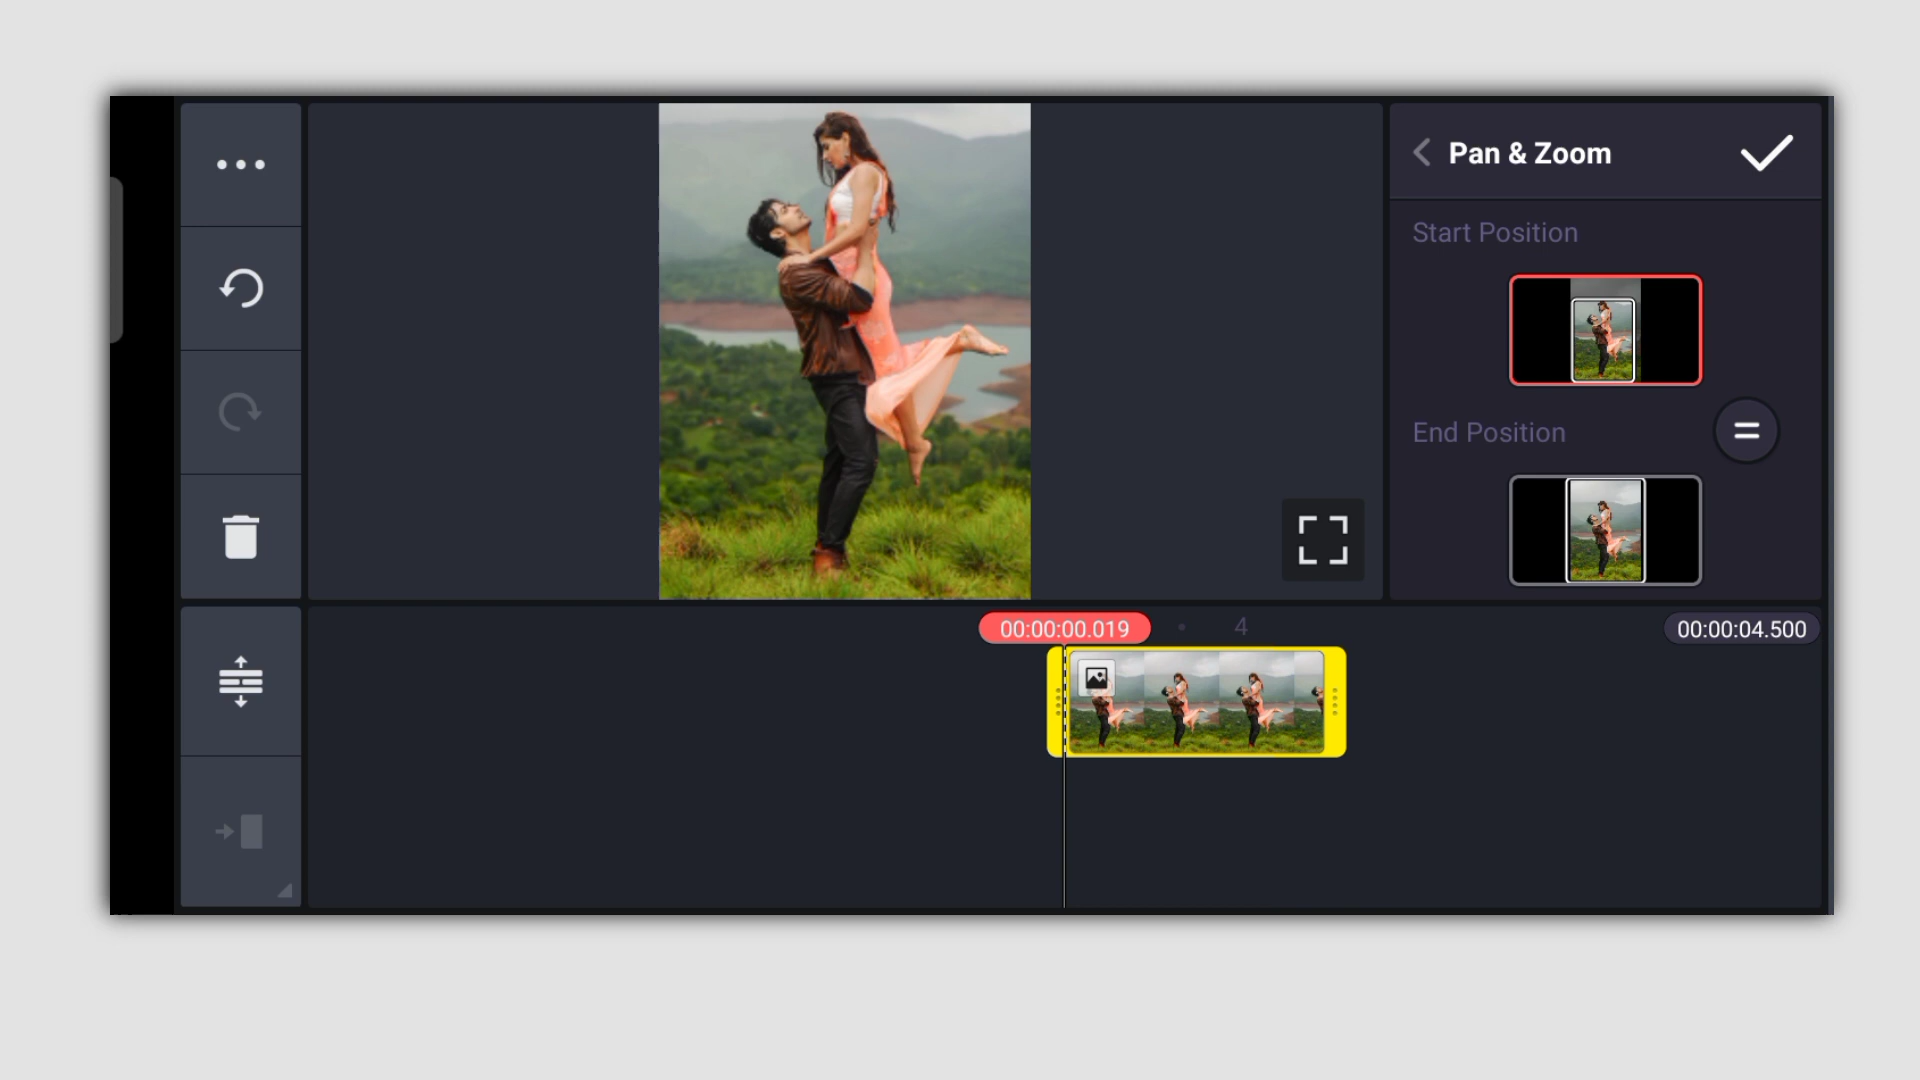 Pan & Zoom
Start Position
End Position
00:00:00.019
4
00:00:04.500